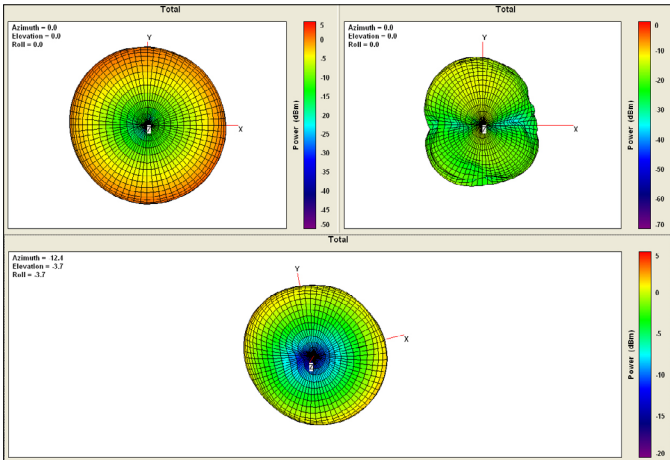 Total
Azimuth = 0.0
Elevation = 0.0
Roll = 0.0
Y
X
Z
5
0
-5
-10
-15
-20
-25
-30
-35
-40
45
-50
Power (dBm)
Total
Azimuth = 0.0
Elevation = 0.0
Roll = 0.0
Y
X
Z
0
-10
-20
-30
-40
-50
-60
-70
Power (dBm)
Total
Azimuth = -12.4
Elevation = -3.7
Roll = -3.7
Y
X
Z
5
0
-5
-10
-15
-20
Power (dBm)